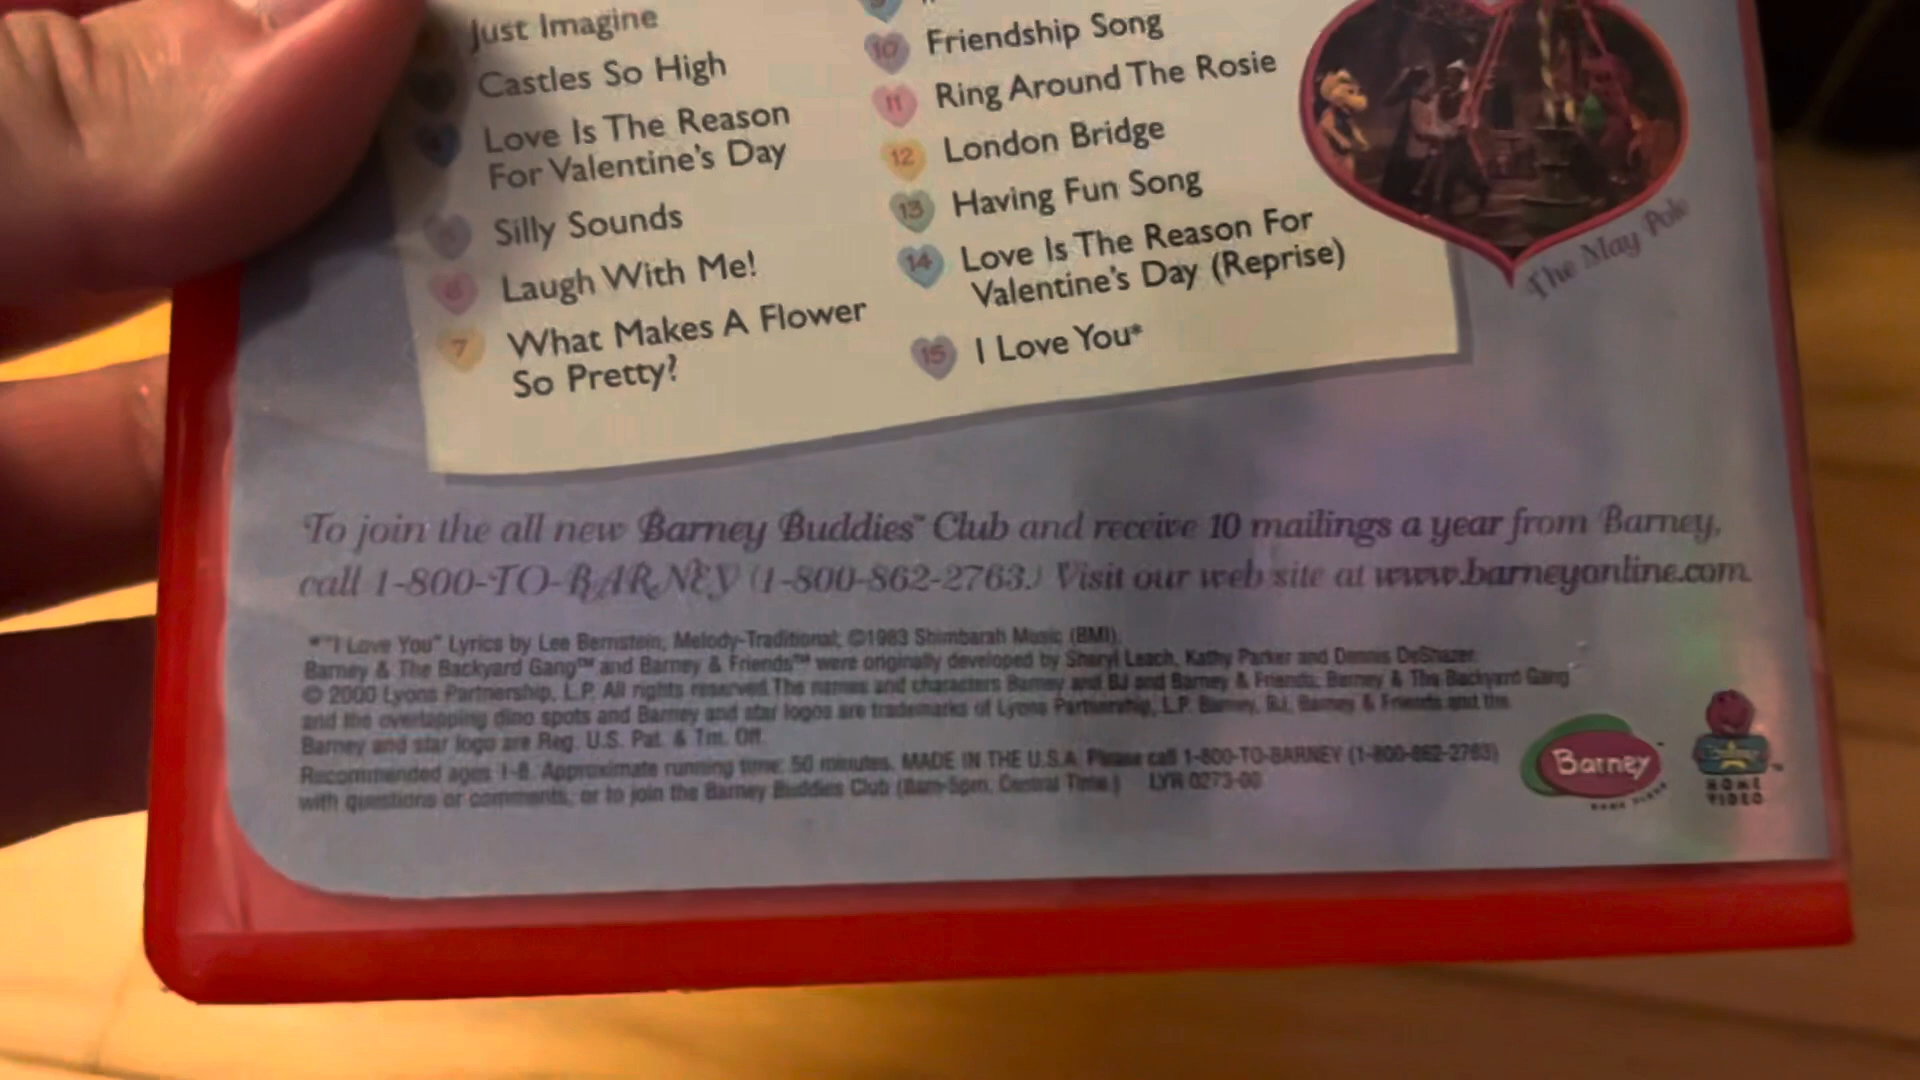 Just Imagine
Castles So High
Love Is The Reason
For Valentine's Day
Silly Sounds
6 Laugh With Me!
7 What Makes A Flower
So Pretty?
9
10 Friendship Song
11 Ring Around The Rosie
12 London Bridge
13 Having Fun Song
14 Love Is The Reason For
Valentine's Day (Reprise)
15 I Love You*
The May Pole
To join the all new Barney Buddies™ Club and receive 10 mailings a year from Barney,
call 1-800-TO-BARNEY (1-800-862-2763.) Visit our web site at www.barneyonline.com.
*"I Love You" Lyrics by Lee Bernstein, Melody-Traditional; ©1983 Shimbarah Music (BMI).
Barney & The Backyard Gang™ and Barney & Friends™ were originally developed by Sheryl Leach, Kathy Parker and Dennis DeShazer.
© 2000 Lyons Partnership, L.P. All rights reserved. The names and characters Barney and BJ and Barney & Friends, Barney & The Backyard Gang
and the overlapping dino spots and Barney and star logos are trademarks of Lyons Partnership, L.P. Barney, BJ, Barney & Friends and the
Barney and star logo are Reg. U.S. Pat. & Tm. Off.
Recommended ages 1-8. Approximate running time: 50 minutes. MADE IN THE U.S.A. Please call 1-800-TO-BARNEY (1-800-862-2763)
with questions or comments, or to join the Barney Buddies Club (8am-5pm, Central Time.) LYR 0273-00
Barney
HOME
VIDEO